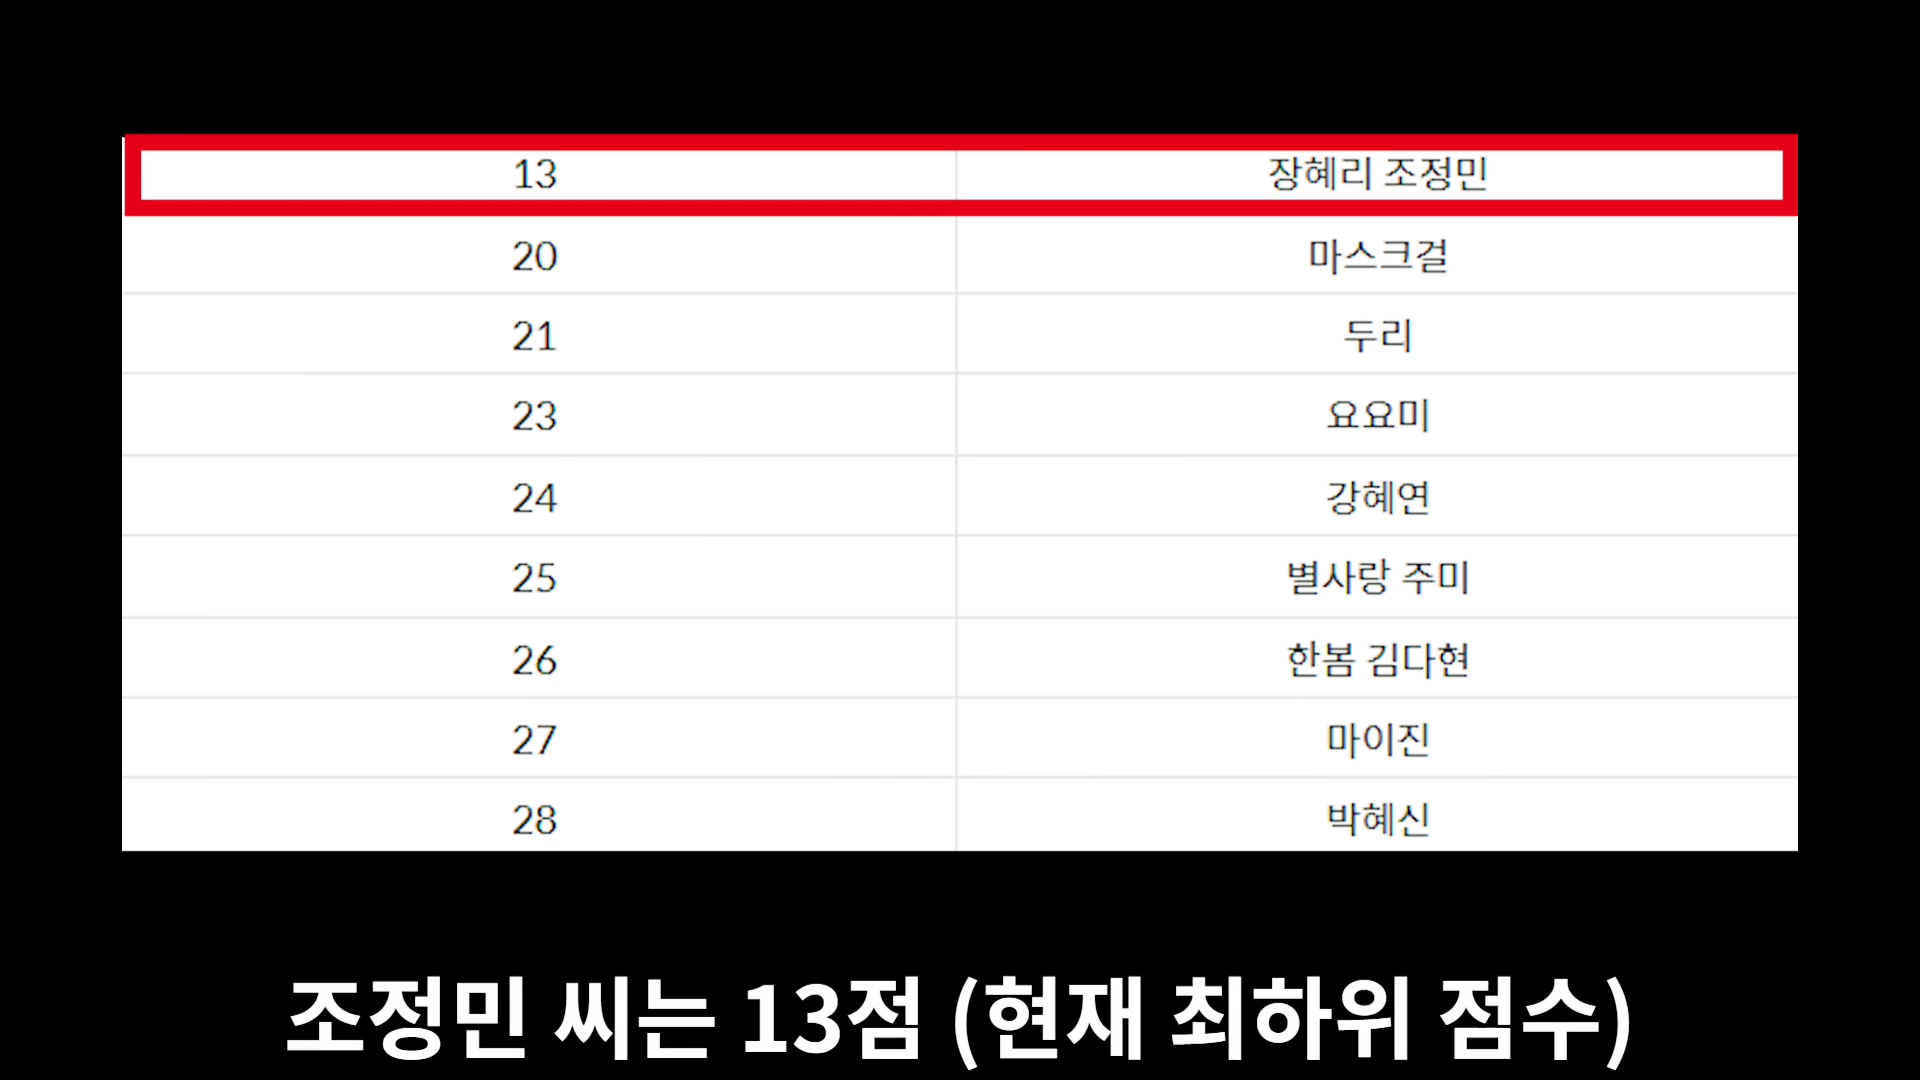 13 장혜리 조정민
20 마스크걸
21 두리
23 요요미
24 강혜연
25 별사랑 주미
26 한봄 김다현
27 마이진
28 박혜신
조정민 씨는 13점 (현재 최하위 점수)